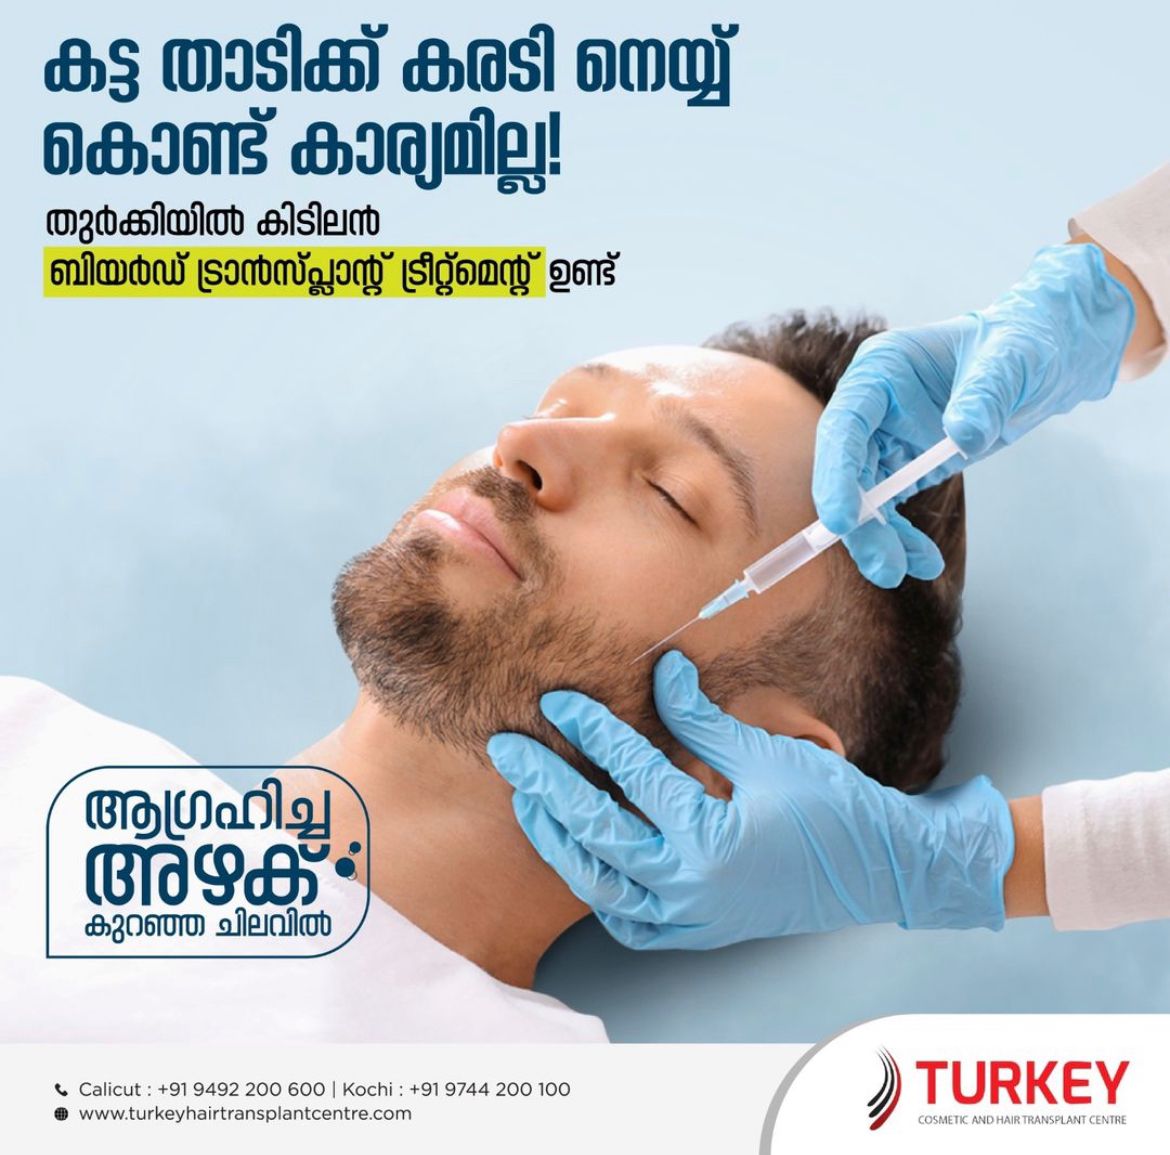 കട്ട താടിക്ക് കരടി നെയ്യ്
കൊണ്ട് കാര്യമില്ല!
തുർക്കിയിൽ കിടിലൻ
ബിയർഡ് ട്രാൻസ്പ്ലാന്റ് ട്രീറ്റ്മെന്റ് ഉണ്ട്
ആഗ്രഹിച്ച
അഴക്
കുറഞ്ഞ ചിലവിൽ
Calicut : +91 9492 200 600 | Kochi : +91 9744 200 100
www.turkeyhairtransplantcentre.com
TURKEY
COSMETIC AND HAIR TRANSPLANT CENTRE